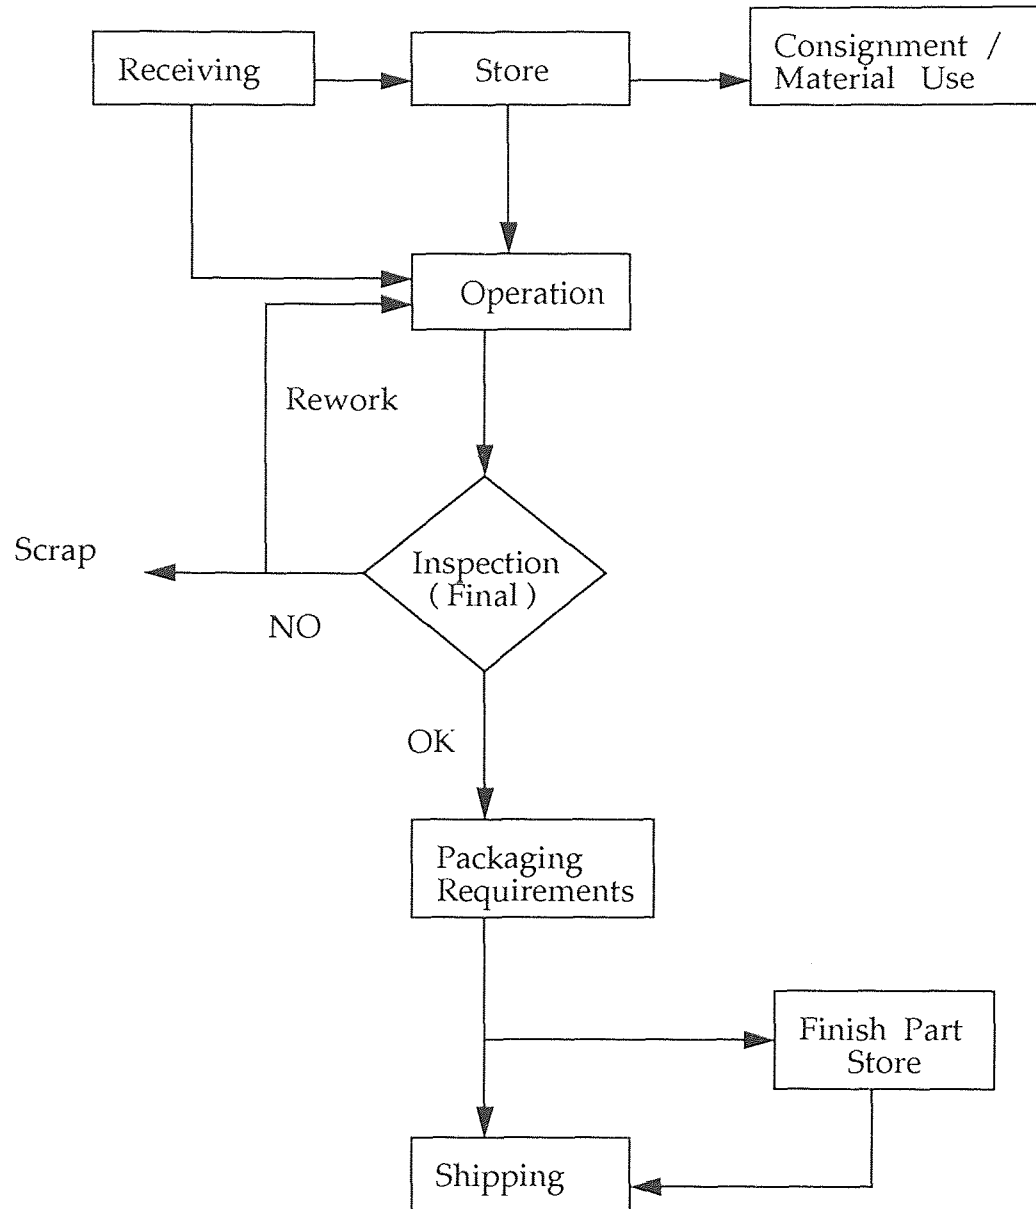 Receiving
Store
Consignment /
Material Use
Operation
Rework
Scrap
Inspection
( Final )
NO
OK
Packaging
Requirements
Finish Part
Store
Shipping